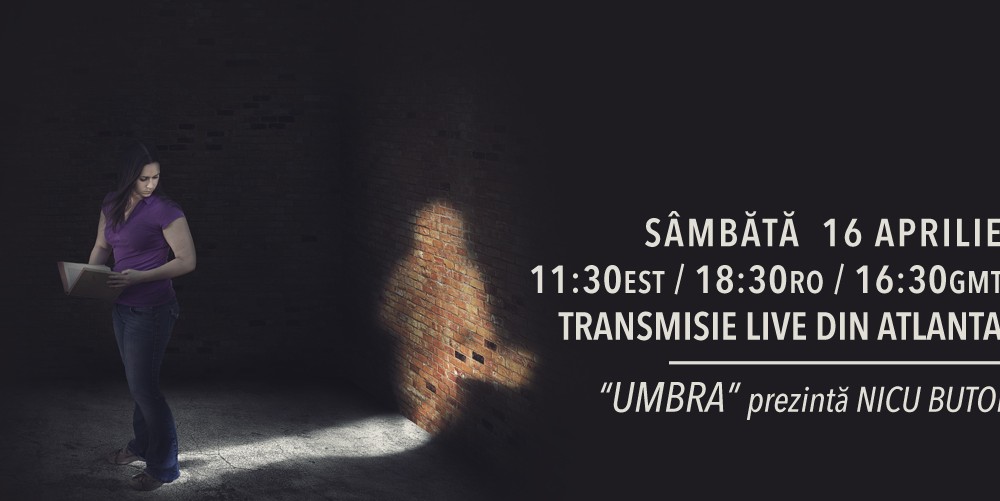 SÂMBĂTĂ 16 APRILIE
11:30EST / 18:30RO / 16:30GMT
TRANSMISIE LIVE DIN ATLANTA
"UMBRA" prezintă NICU